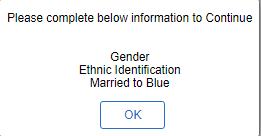 Please complete below information to Continue
Gender
Ethnic Identification
Married to Blue
OK